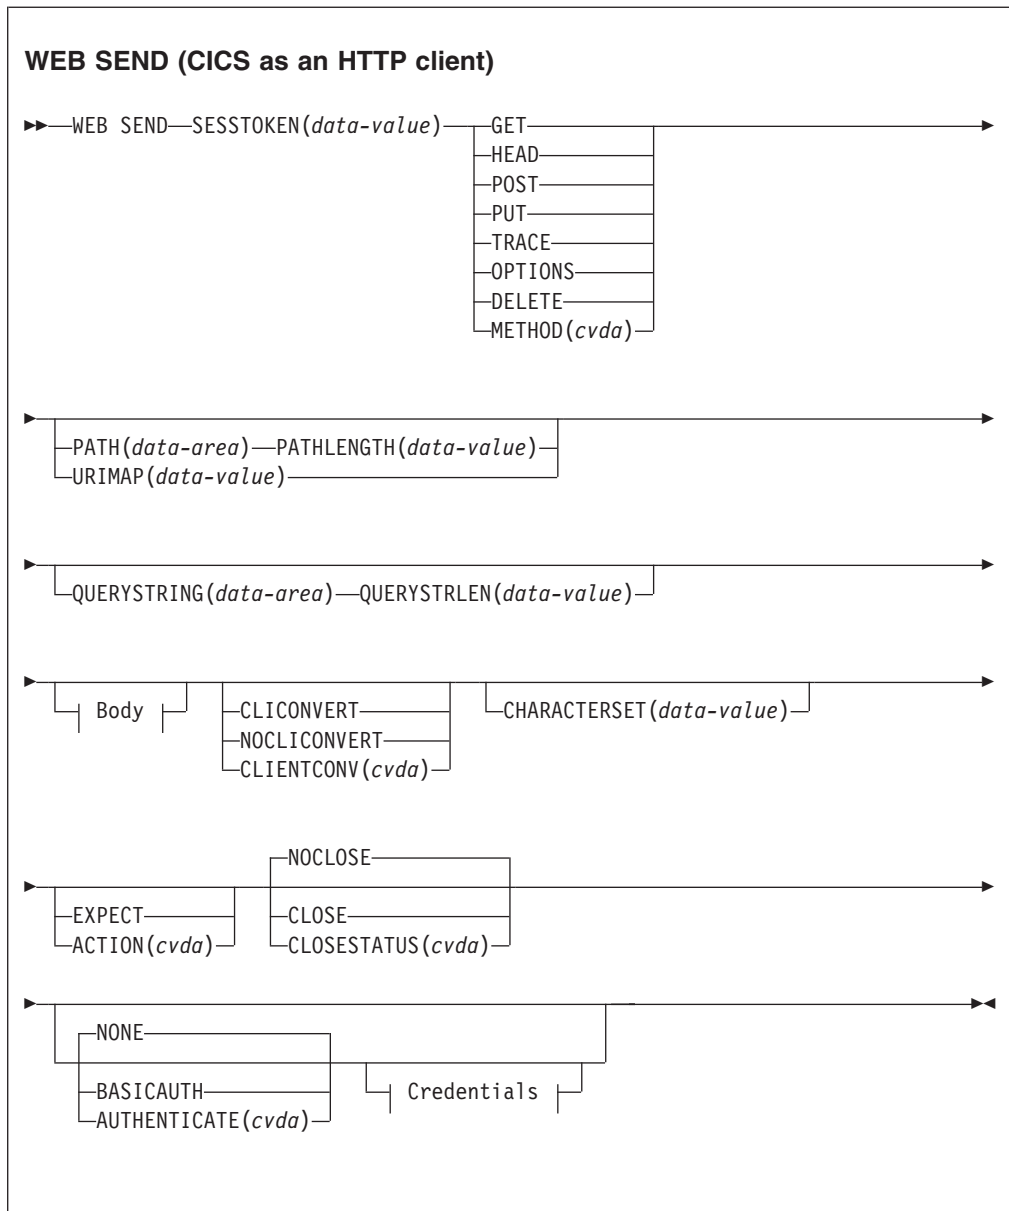 WEB SEND (CICS as an HTTP client)
WEB SEND SESSTOKEN(data-value) GET
HEAD
POST
PUT
TRACE
OPTIONS
DELETE
METHOD(cvda)
PATH(data-area) PATHLENGTH(data-value)
URIMAP(data-value)
QUERYSTRING(data-area) QUERYSTRLEN(data-value)
Body CLICONVERT CHARACTERSET(data-value)
NOCLICONVERT
CLIENTCONV(cvda)
NOCLOSE
EXPECT CLOSE
ACTION(cvda) CLOSESTATUS(cvda)
NONE
BASICAUTH Credentials
AUTHENTICATE(cvda)